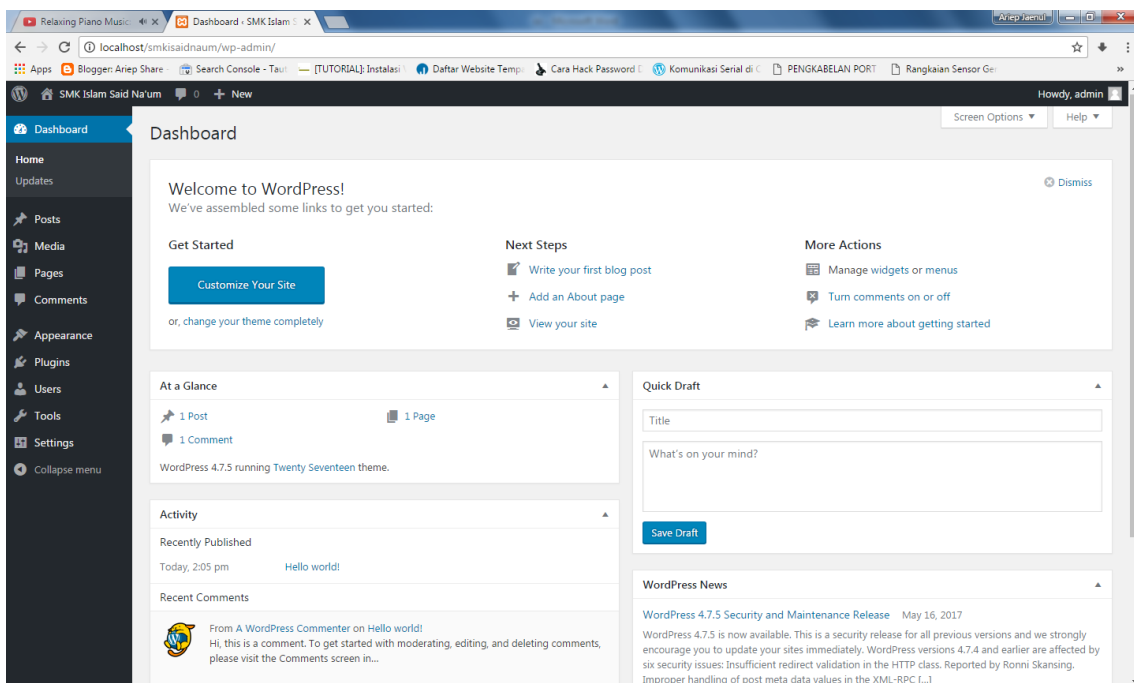 Relaxing Piano Music:
Dashboard ‹ SMK Islam S
Ariep Jaenul
localhost/smkisaidnaum/wp-admin/
Apps
Blogger: Ariep Share -
Search Console - Taut
[TUTORIAL]: Instalasi
Daftar Website Temp
Cara Hack Password
Komunikasi Serial di
PENGKABELAN PORT
Rangkaian Sensor Ge
»
SMK Islam Said Na'um
0
+ New
Howdy, admin
Dashboard
Home
Updates
Posts
Media
Pages
Comments
Appearance
Plugins
Users
Tools
Settings
Collapse menu
Dashboard
Screen Options
Help
Welcome to WordPress!
Dismiss
We've assembled some links to get you started:
Get Started
Customize Your Site
or, change your theme completely
Next Steps
Write your first blog post
Add an About page
View your site
More Actions
Manage widgets or menus
Turn comments on or off
Learn more about getting started
At a Glance
1 Post
1 Page
1 Comment
WordPress 4.7.5 running Twenty Seventeen theme.
Activity
Recently Published
Today, 2:05 pm
Hello world!
Recent Comments
From A WordPress Commenter on Hello world!
Hi, this is a comment. To get started with moderating, editing, and deleting comments,
please visit the Comments screen in...
Quick Draft
Title
What's on your mind?
Save Draft
WordPress News
WordPress 4.7.5 Security and Maintenance Release May 16, 2017
WordPress 4.7.5 is now available. This is a security release for all previous versions and we strongly
encourage you to update your sites immediately. WordPress versions 4.7.4 and earlier are affected by
six security issues: Insufficient redirect validation in the HTTP class. Reported by Ronni Skansing.
Improper handling of post meta data values in the XML-RPC [...]